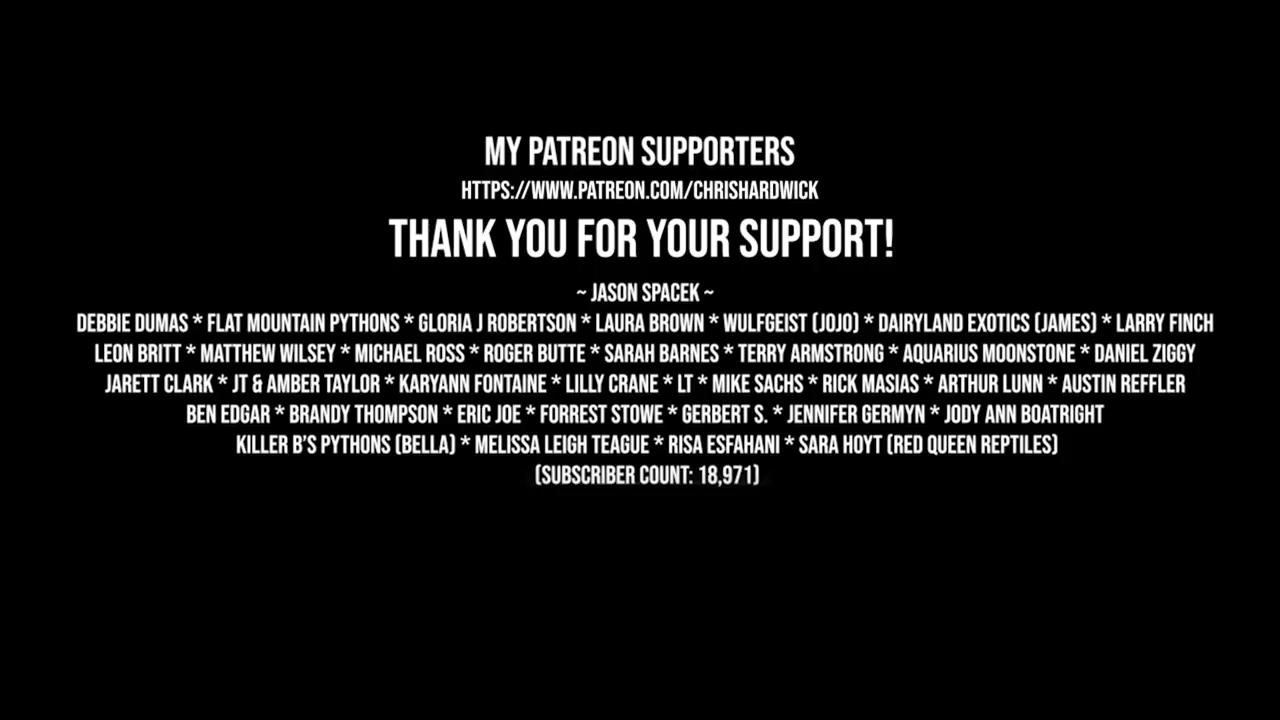 MY PATREON SUPPORTERS
HTTPS://WWW.PATREON.COM/CHRISHARDWICK
THANK YOU FOR YOUR SUPPORT!
~ JASON SPACEK ~
DEBBIE DUMAS * FLAT MOUNTAIN PYTHONS * GLORIA J ROBERTSON * LAURA BROWN * WULFGEIST (JOJO) * DAIRYLAND EXOTICS (JAMES) * LARRY FINCH
LEON BRITT * MATTHEW WILSEY * MICHAEL ROSS * ROGER BUTTE * SARAH BARNES * TERRY ARMSTRONG * AQUARIUS MOONSTONE * DANIEL ZIGGY
JARETT CLARK * JT & AMBER TAYLOR * KARYANN FONTAINE * LILLY CRANE * LT * MIKE SACHS * RICK MASIAS * ARTHUR LUNN * AUSTIN REFFLER
BEN EDGAR * BRANDY THOMPSON * ERIC JOE * FORREST STOWE * GERBERT S. * JENNIFER GERMYN * JODY ANN BOATRIGHT
KILLER B'S PYTHONS (BELLA) * MELISSA LEIGH TEAGUE * RISA ESFAHANI * SARA HOYT (RED QUEEN REPTILES)
(SUBSCRIBER COUNT: 18,971)